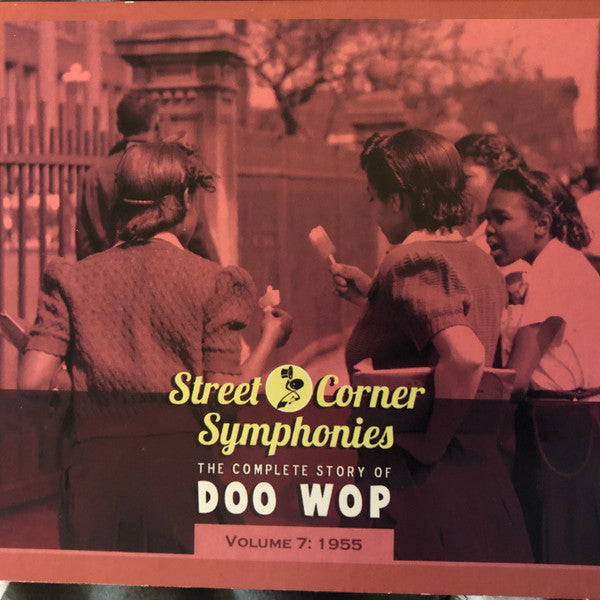 Street Corner
Symphonies
THE COMPLETE STORY OF
DOO WOP
VOLUME 7: 1955